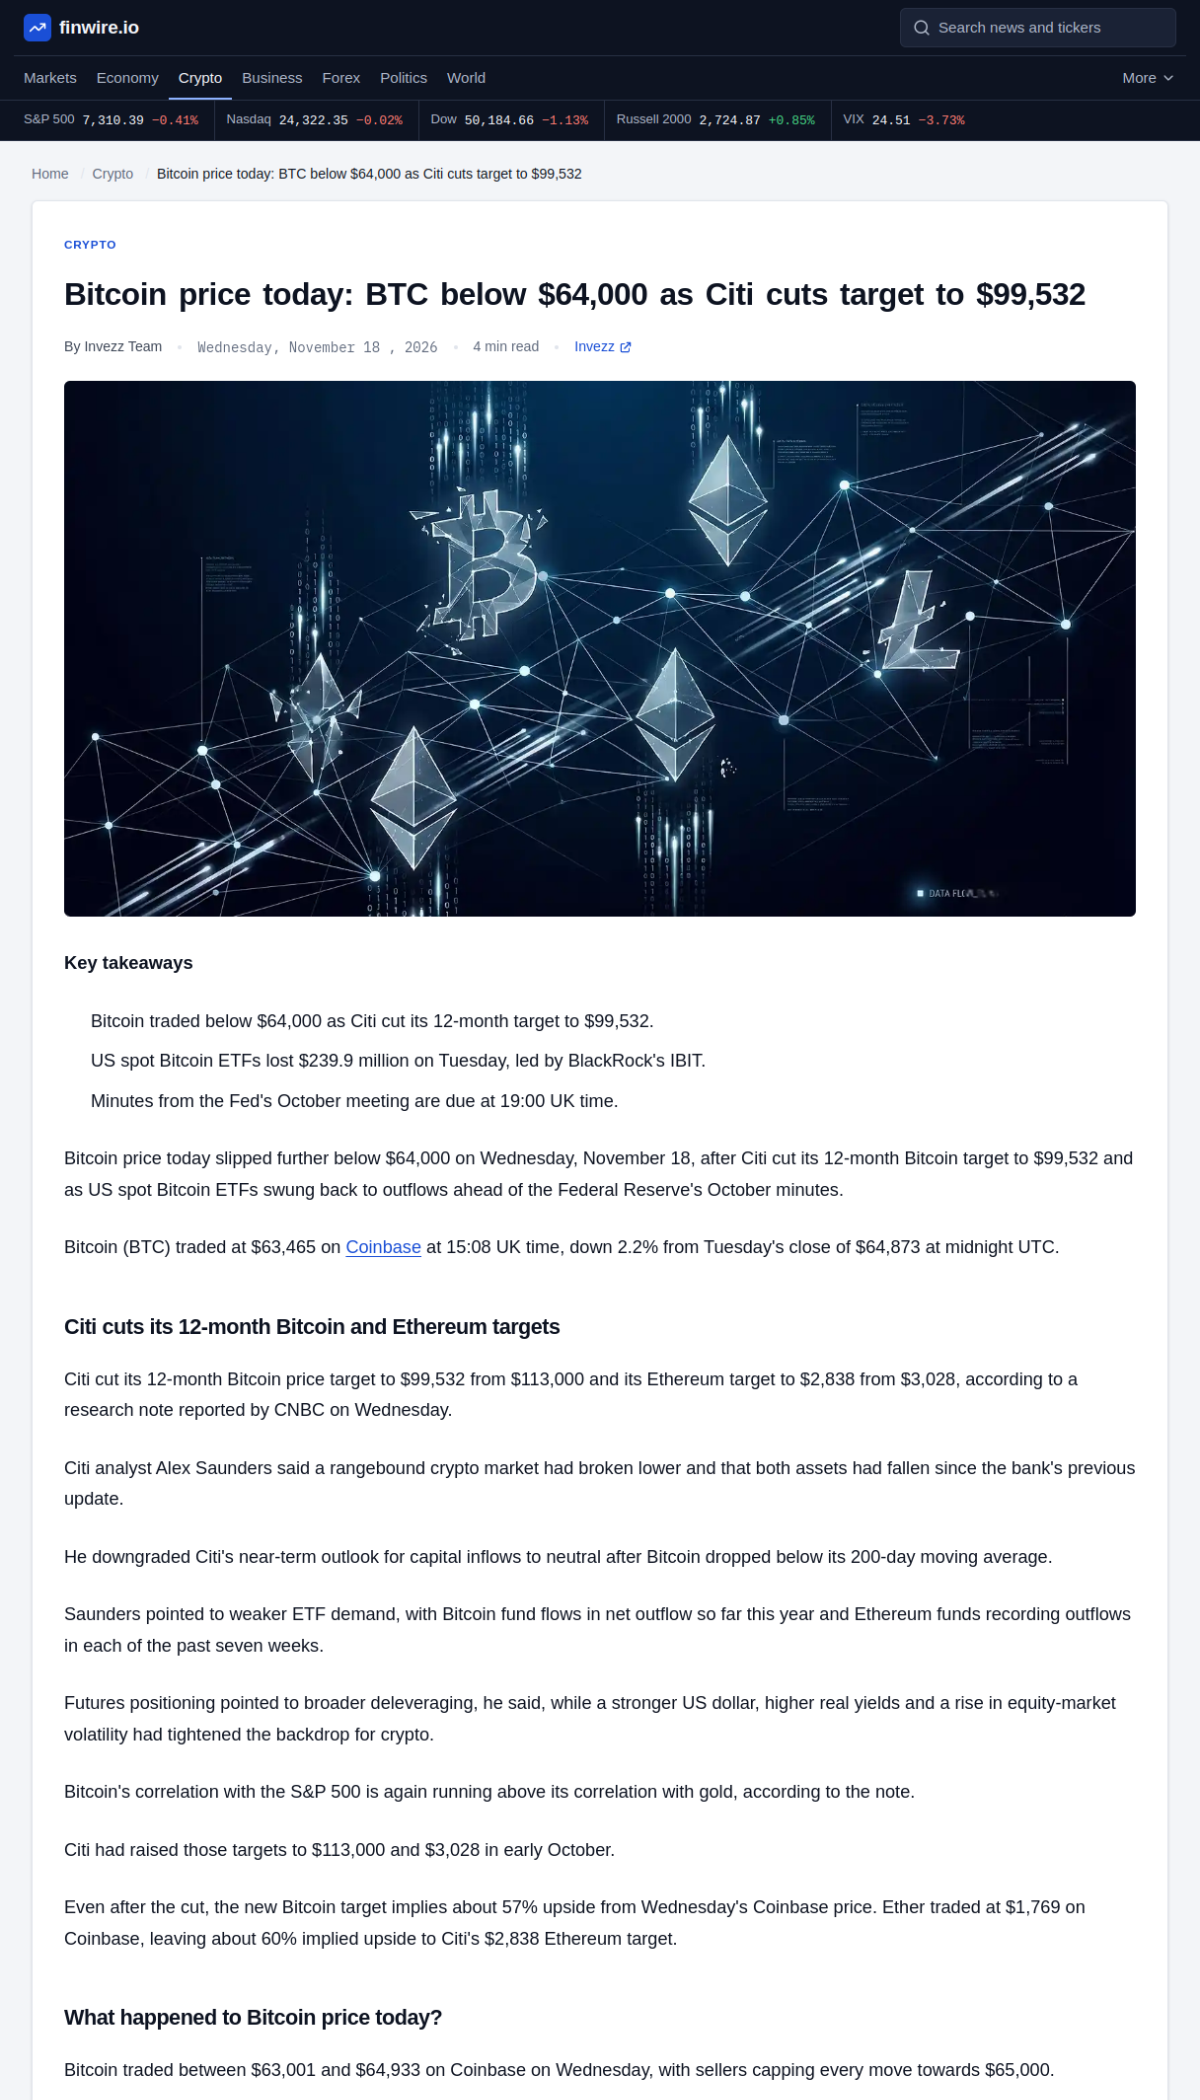 finwire.io
Search news and tickers
Markets Economy Crypto Business Forex Politics World More
S&P 500 7,310.39 −0.41% Nasdaq 24,322.35 −0.02% Dow 50,184.66 −1.13% Russell 2000 2,724.87 +0.85% VIX 24.51 −3.73%
Home / Crypto / Bitcoin price today: BTC below $64,000 as Citi cuts target to $99,532
CRYPTO
Bitcoin price today: BTC below $64,000 as Citi cuts target to $99,532
By Invezz Team • Wednesday, November 18 , 2026 • 4 min read • Invezz
DATA
Key takeaways
Bitcoin traded below $64,000 as Citi cut its 12-month target to $99,532.
US spot Bitcoin ETFs lost $239.9 million on Tuesday, led by BlackRock's IBIT.
Minutes from the Fed's October meeting are due at 19:00 UK time.
Bitcoin price today slipped further below $64,000 on Wednesday, November 18, after Citi cut its 12-month Bitcoin target to $99,532 and
as US spot Bitcoin ETFs swung back to outflows ahead of the Federal Reserve's October minutes.
Bitcoin (BTC) traded at $63,465 on Coinbase at 15:08 UK time, down 2.2% from Tuesday's close of $64,873 at midnight UTC.
Citi cuts its 12-month Bitcoin and Ethereum targets
Citi cut its 12-month Bitcoin price target to $99,532 from $113,000 and its Ethereum target to $2,838 from $3,028, according to a
research note reported by CNBC on Wednesday.
Citi analyst Alex Saunders said a rangebound crypto market had broken lower and that both assets had fallen since the bank's previous
update.
He downgraded Citi's near-term outlook for capital inflows to neutral after Bitcoin dropped below its 200-day moving average.
Saunders pointed to weaker ETF demand, with Bitcoin fund flows in net outflow so far this year and Ethereum funds recording outflows
in each of the past seven weeks.
Futures positioning pointed to broader deleveraging, he said, while a stronger US dollar, higher real yields and a rise in equity-market
volatility had tightened the backdrop for crypto.
Bitcoin's correlation with the S&P 500 is again running above its correlation with gold, according to the note.
Citi had raised those targets to $113,000 and $3,028 in early October.
Even after the cut, the new Bitcoin target implies about 57% upside from Wednesday's Coinbase price. Ether traded at $1,769 on
Coinbase, leaving about 60% implied upside to Citi's $2,838 Ethereum target.
What happened to Bitcoin price today?
Bitcoin traded between $63,001 and $64,933 on Coinbase on Wednesday, with sellers capping every move towards $65,000.